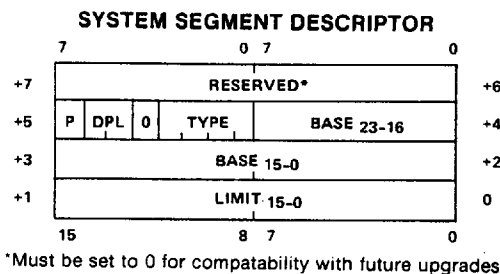 SYSTEM SEGMENT DESCRIPTOR
7 0 7 0
+7 RESERVED* +6
+5 P DPL 0 TYPE BASE 23-16 +4
+3 BASE 15-0 +2
+1 LIMIT 15-0 0
15 8 7 0
*Must be set to 0 for compatability with future upgrades